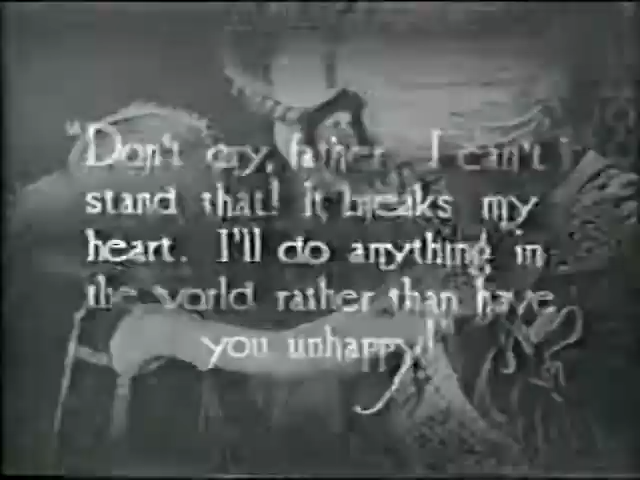 "Don't cry, father. I can't
stand that! It breaks my
heart. I'll do anything in
the world rather than have
you unhappy!"